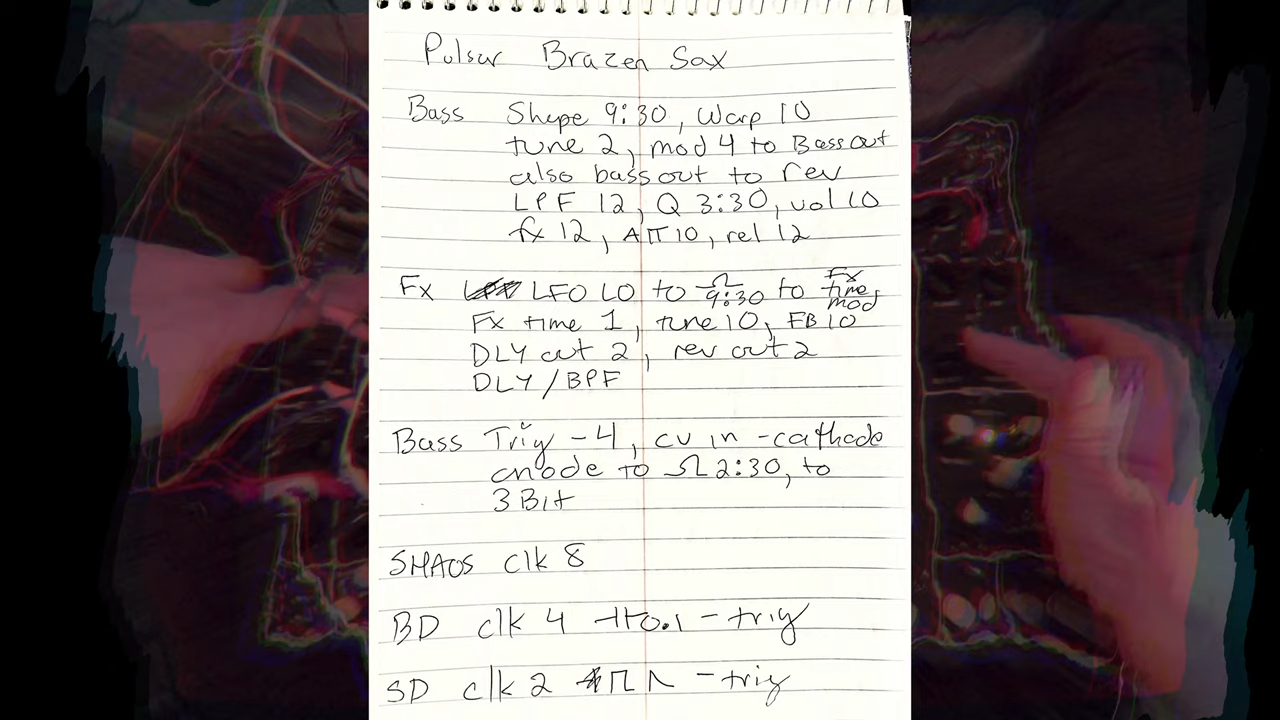 Pulsar Brazen Sax
Bass Shape 9:30, Warp 10
tune 2, mod 4 to Bass out
also bass out to rev
LPF 12, Q 3:30, vol 10
fx 12, ATT 10, rel 12
Fx LFO LO to Ω 9:30 to Fx time mod
Fx time 1, tune 10, FB 10
DLY out 2, rev out 2
DLY/BPF
Bass Trig - 4, cv in - cathode
anode to Ω 2:30, to
3 Bit
SHAOS clk 8
BD clk 4 ⊣⊢0.1 - trig
SD clk 2 - trig